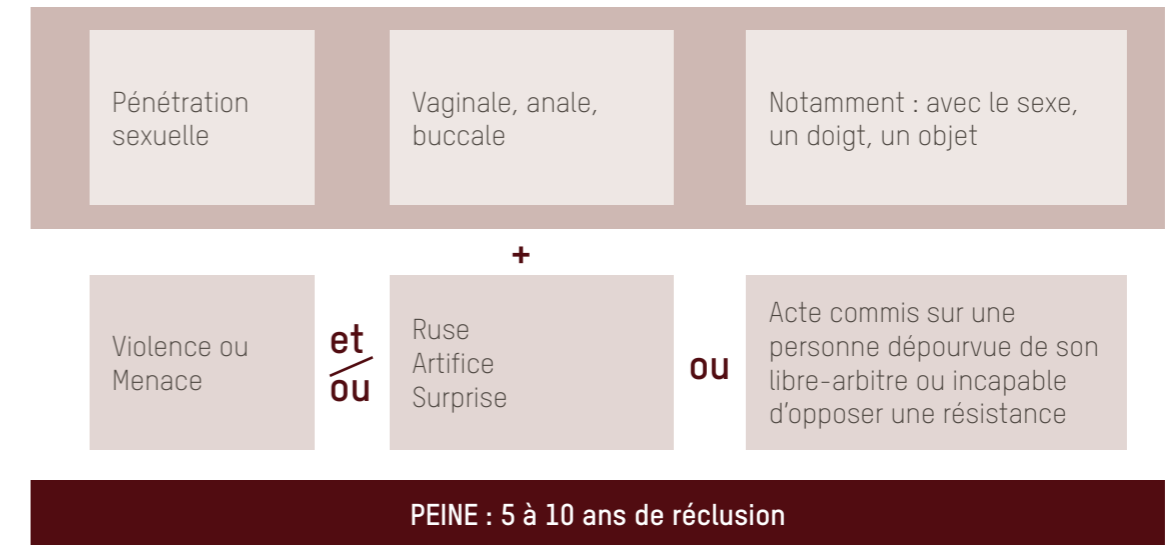 Pénétration
sexuelle
Vaginale, anale,
buccale
Notamment : avec le sexe,
un doigt, un objet
+
Violence ou
Menace
et
ou
Ruse
Artifice
Surprise
ou
Acte commis sur une
personne dépourvue de son
libre-arbitre ou incapable
d'opposer une résistance
PEINE : 5 à 10 ans de réclusion